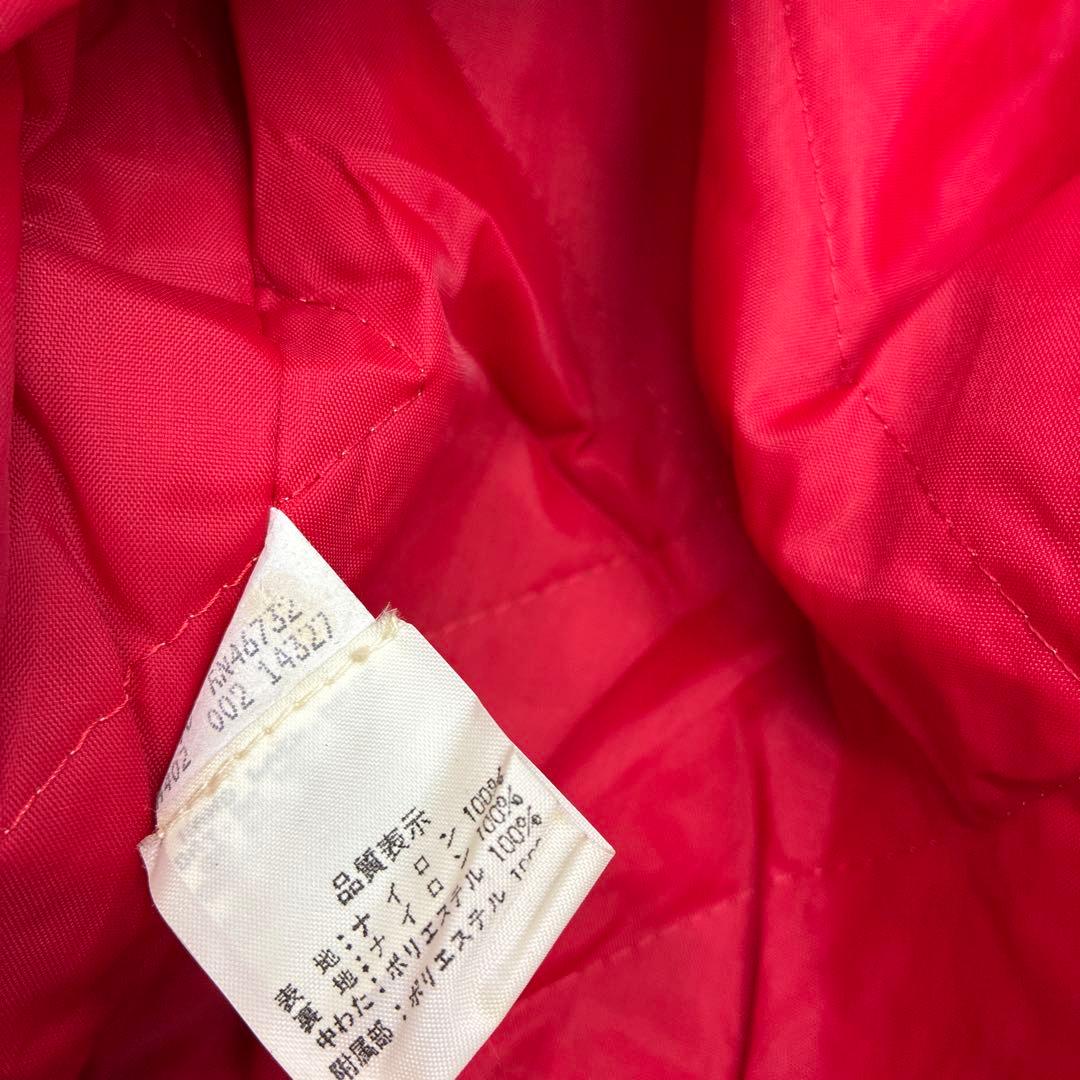 RN46732
002 14327
402
品質表示
表地:ナイロン 100%
裏地:ナイロン 100%
中わた:ポリエステル 100%
附属部:ポリエステル